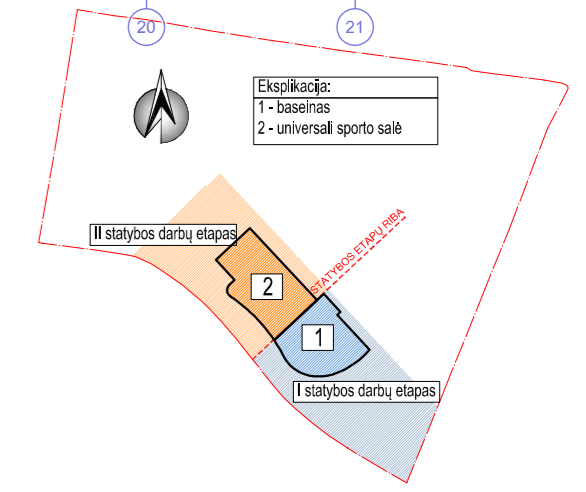 20
21
Eksplikacija:
1 - baseinas
2 - universali sporto salė
II statybos darbų etapas
STATYBOS ETAPŲ RIBA
2
1
I statybos darbų etapas